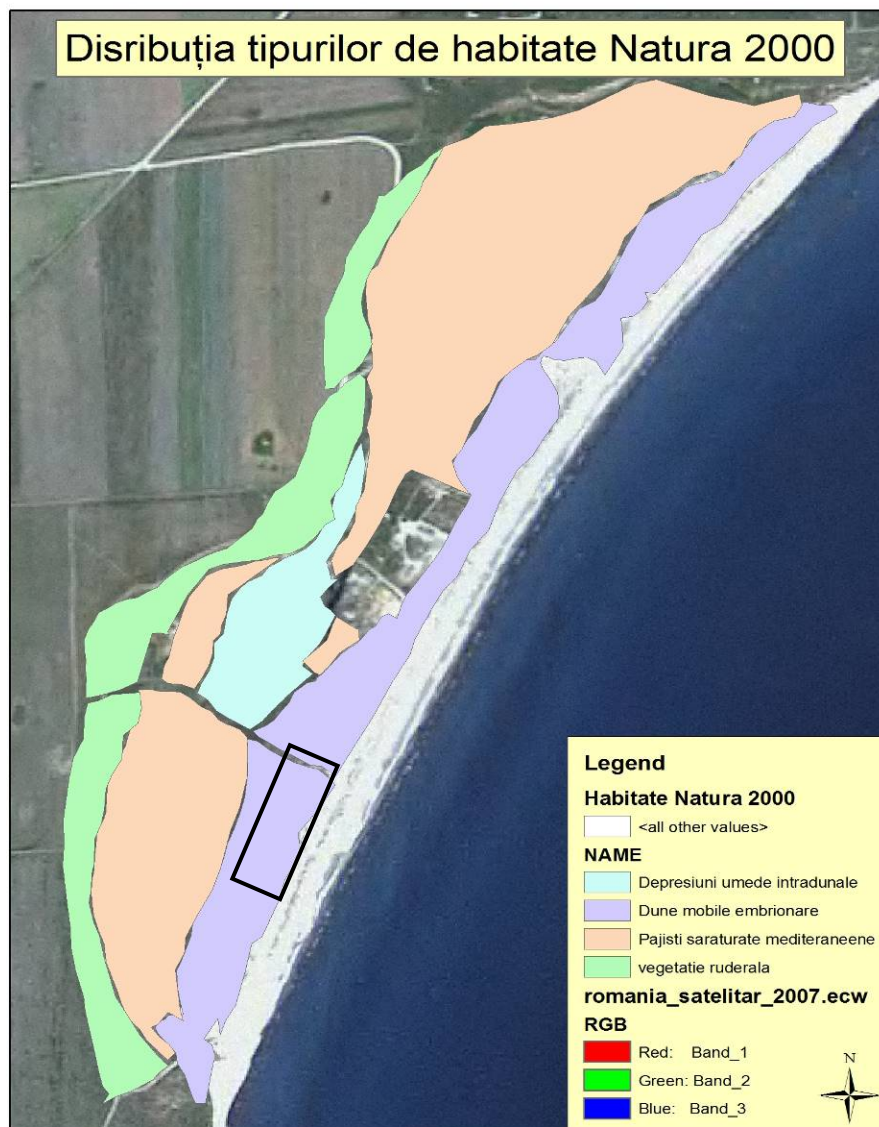 Disribuția tipurilor de habitate Natura 2000
Legend
Habitate Natura 2000
<all other values>
NAME
Depresiuni umede intradunale
Dune mobile embrionare
Pajisti saraturate mediteraneene
vegetatie ruderala
romania_satelitar_2007.ecw
RGB
Red: Band_1
Green: Band_2
Blue: Band_3
N